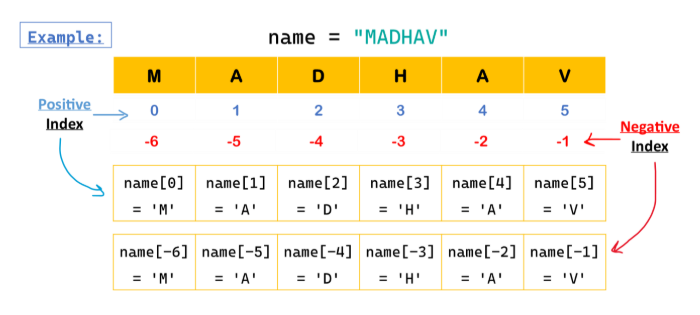 Example:
name = "MADHAV"
M A D H A V
Positive Index
0 1 2 3 4 5
-6 -5 -4 -3 -2 -1
Negative Index
name[0] name[1] name[2] name[3] name[4] name[5]
= 'M' = 'A' = 'D' = 'H' = 'A' = 'V'
name[-6] name[-5] name[-4] name[-3] name[-2] name[-1]
= 'M' = 'A' = 'D' = 'H' = 'A' = 'V'